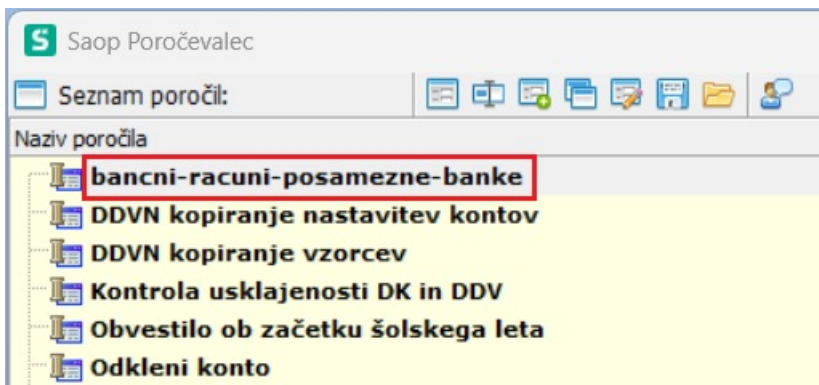 S Saop Poročevalec
Seznam poročil:
Naziv poročila
bancni-racuni-posamezne-banke
DDVN kopiranje nastavitev kontov
DDVN kopiranje vzorcev
Kontrola usklajenosti DK in DDV
Obvestilo ob začetku šolskega leta
Odkleni konto